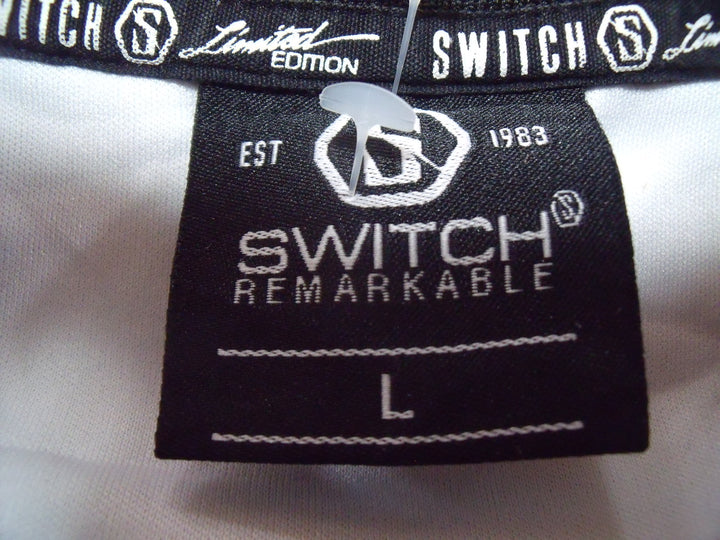 SWITCH S Limited EDITION SWITCH S
EST S 1983
SWITCH S
REMARKABLE
L